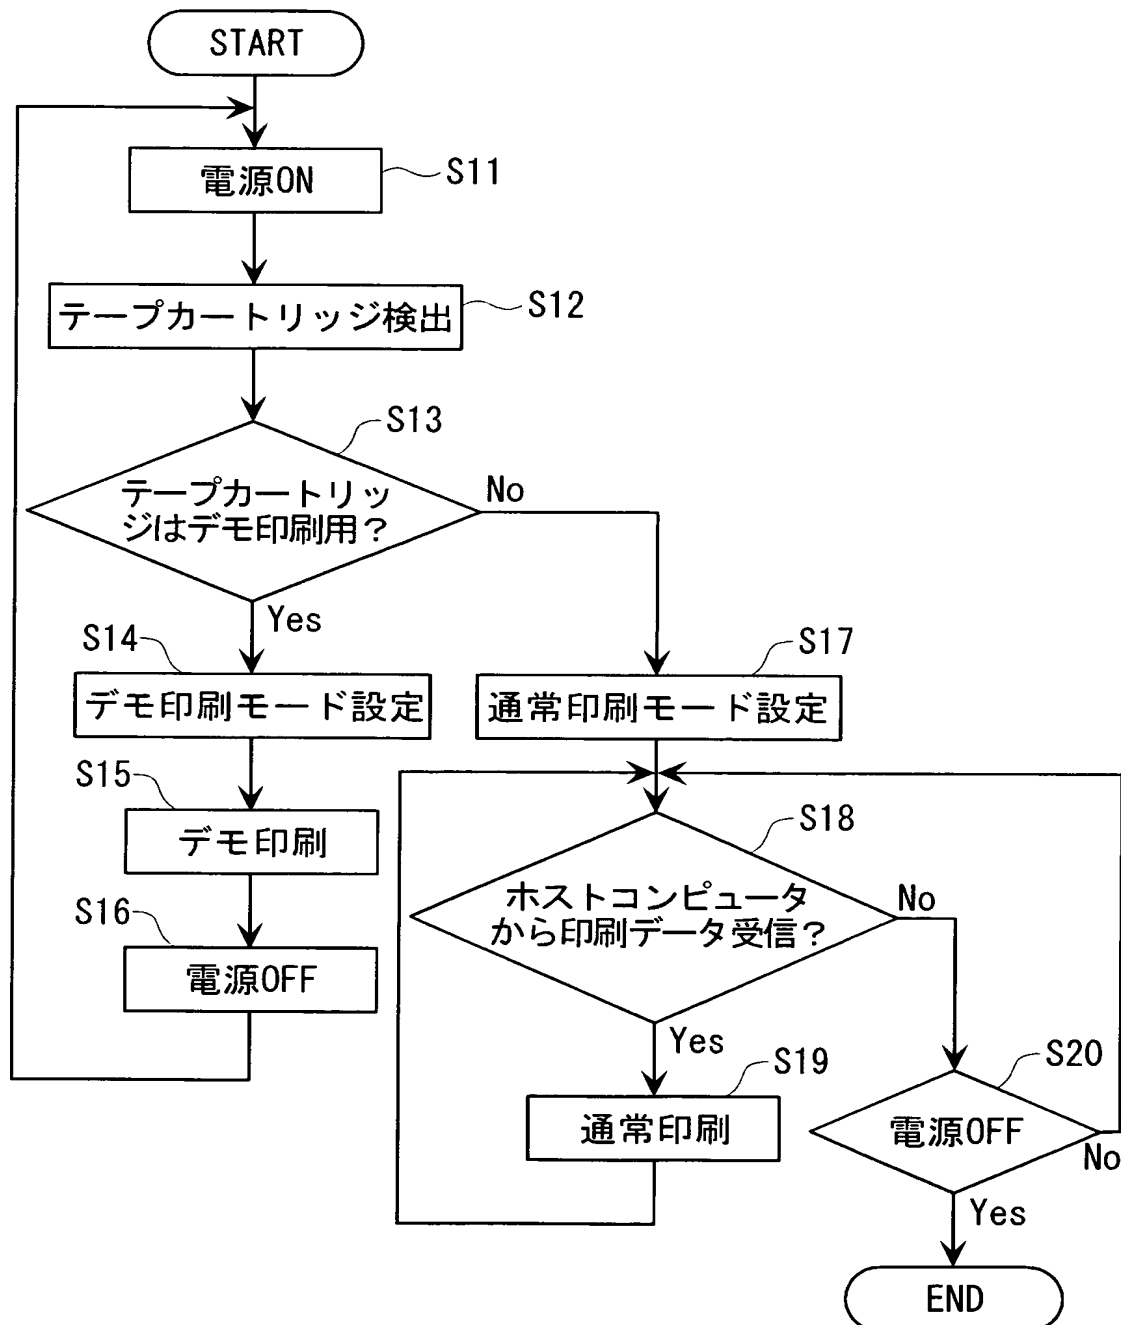 START
電源ON
S11
テープカートリッジ検出
S12
S13
テープカートリッ
ジはデモ印刷用?
No
Yes
S14
デモ印刷モード設定
S17
通常印刷モード設定
S15
デモ印刷
S16
電源OFF
S18
ホストコンピュータ
から印刷データ受信?
No
Yes
S19
通常印刷
S20
電源OFF
No
Yes
END